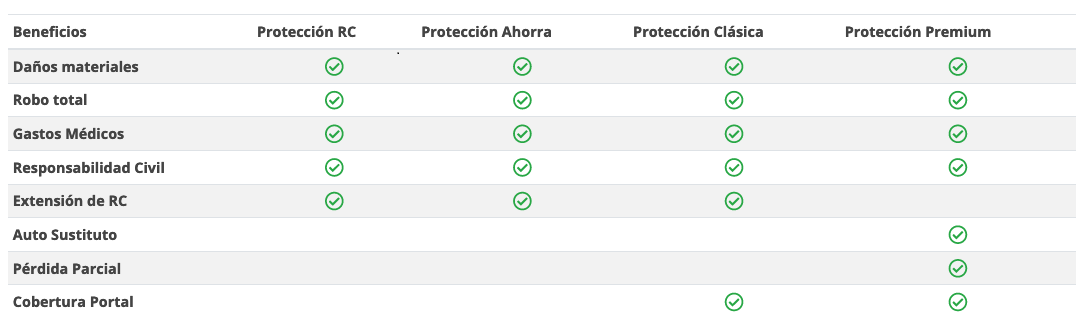 Beneficios Protección RC Protección Ahorra Protección Clásica Protección Premium
Daños materiales
Robo total
Gastos Médicos
Responsabilidad Civil
Extensión de RC
Auto Sustituto
Pérdida Parcial
Cobertura Portal